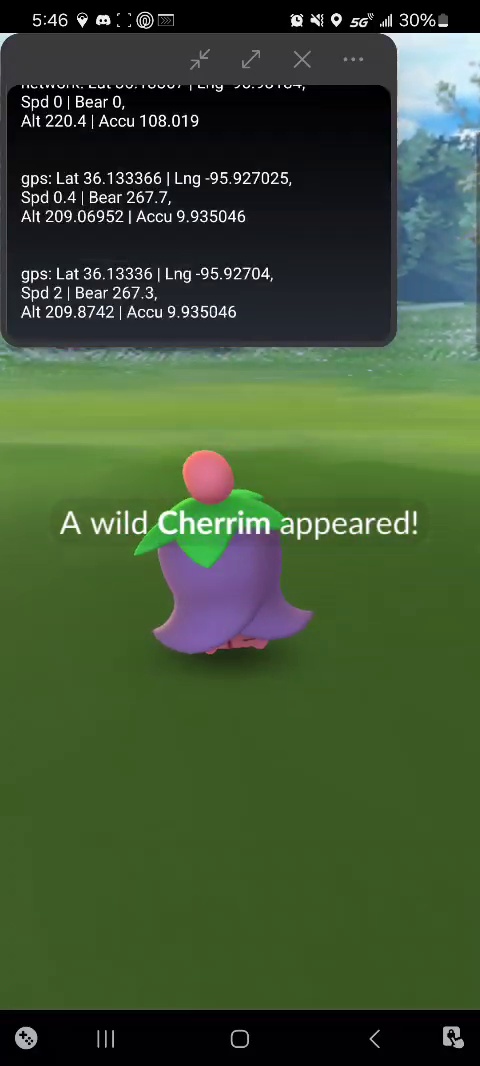 5:46
5G
30%
Spd 0 | Bear 0,
Alt 220.4 | Accu 108.019
gps: Lat 36.133366 | Lng -95.927025,
Spd 0.4 | Bear 267.7,
Alt 209.06952 | Accu 9.935046
gps: Lat 36.13336 | Lng -95.92704,
Spd 2 | Bear 267.3,
Alt 209.8742 | Accu 9.935046
A wild Cherrim appeared!